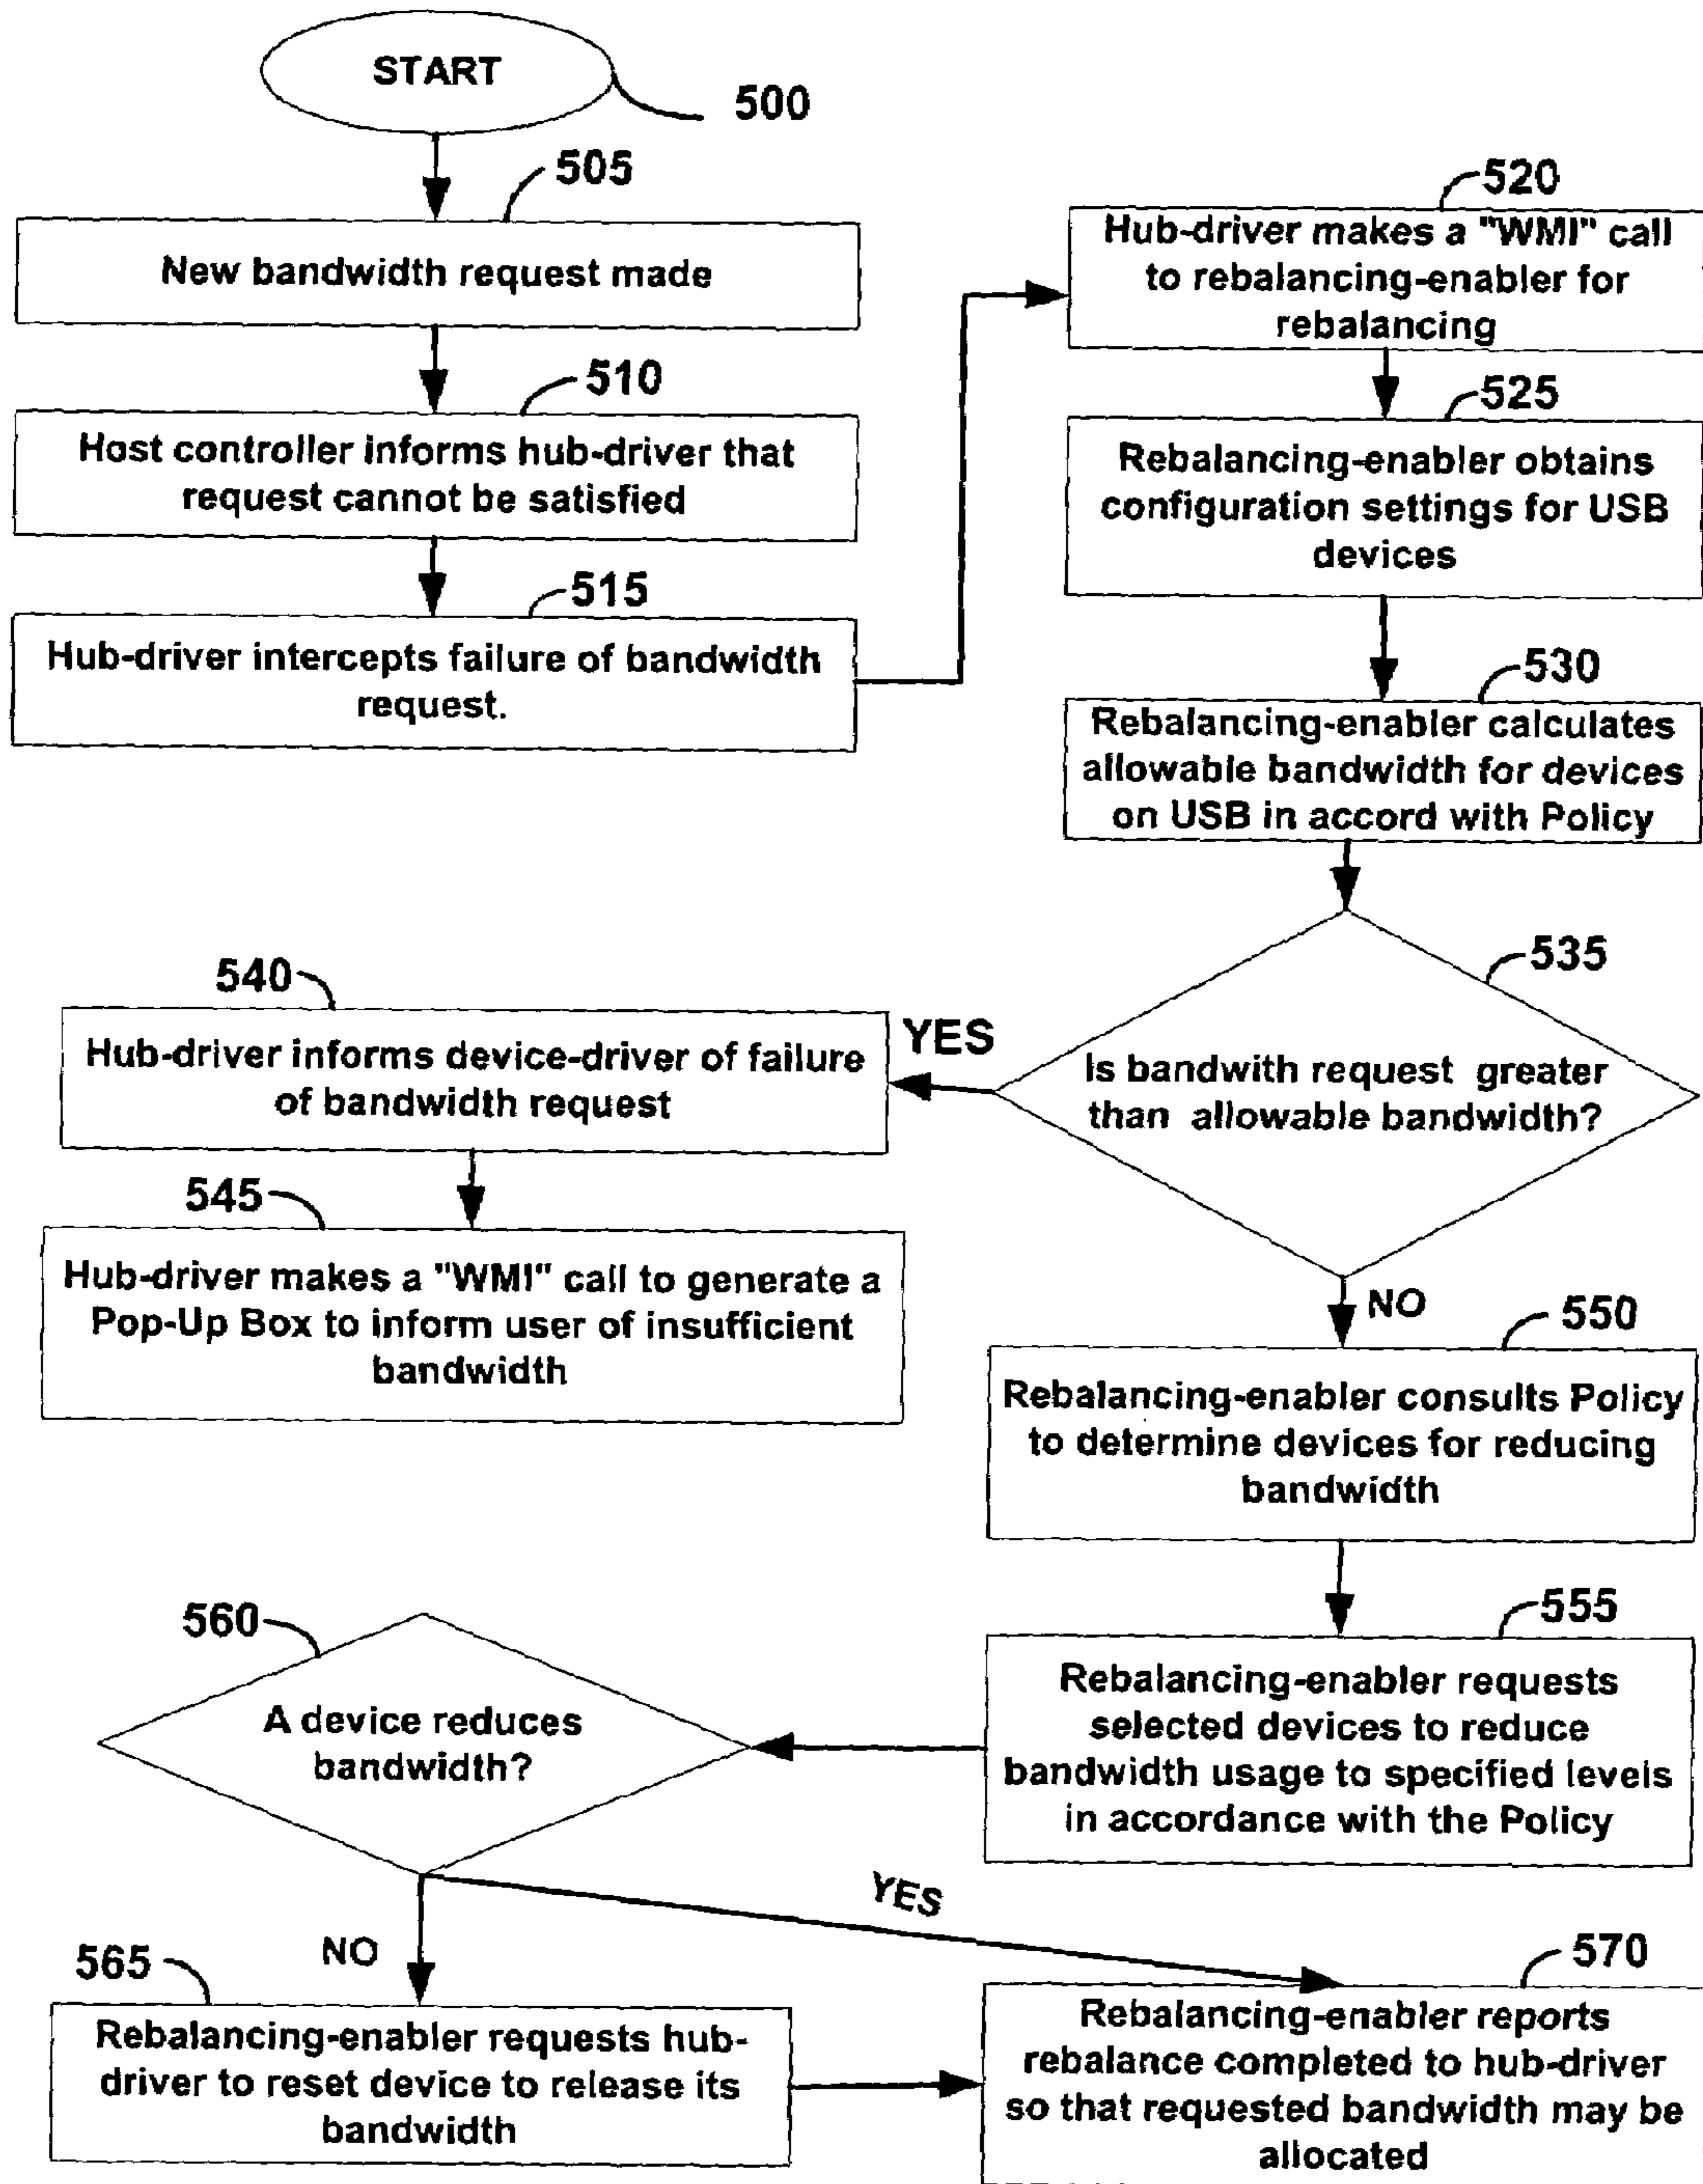 START
500
505
New bandwidth request made
510
Host controller informs hub-driver that
request cannot be satisfied
515
Hub-driver intercepts failure of bandwidth
request.
520
Hub-driver makes a "WMI" call
to rebalancing-enabler for
rebalancing
525
Rebalancing-enabler obtains
configuration settings for USB
devices
530
Rebalancing-enabler calculates
allowable bandwidth for devices
on USB in accord with Policy
535
Is bandwith request greater
than allowable bandwidth?
YES
540
Hub-driver informs device-driver of failure
of bandwidth request
545
Hub-driver makes a "WMI" call to generate a
Pop-Up Box to inform user of insufficient
bandwidth
NO
550
Rebalancing-enabler consults Policy
to determine devices for reducing
bandwidth
555
Rebalancing-enabler requests
selected devices to reduce
bandwidth usage to specified levels
in accordance with the Policy
560
A device reduces
bandwidth?
YES
NO
565
Rebalancing-enabler requests hub-
driver to reset device to release its
bandwidth
570
Rebalancing-enabler reports
rebalance completed to hub-driver
so that requested bandwidth may be
allocated